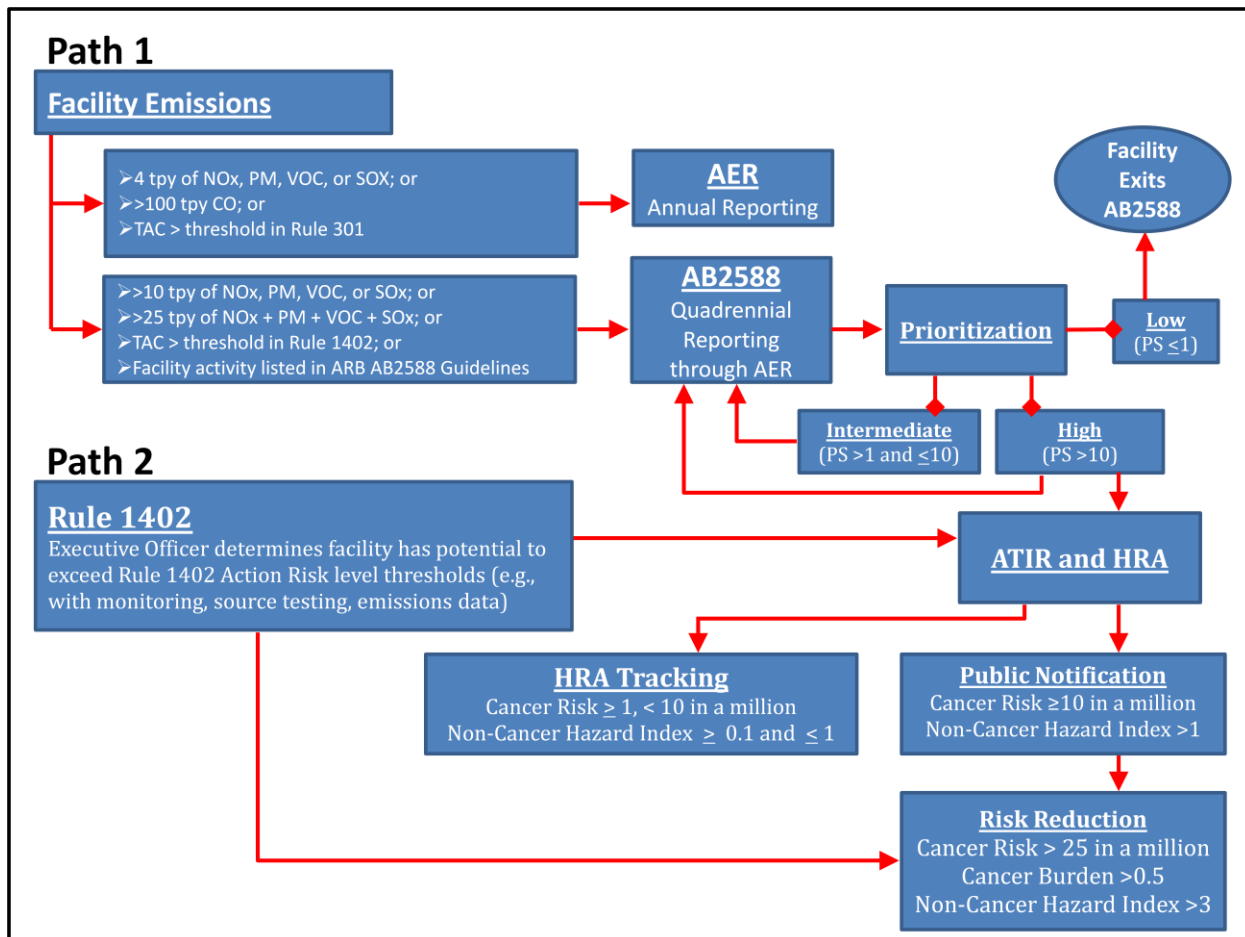 Path 1
Facility Emissions
➢4 tpy of NOx, PM, VOC, or SOX; or
➢>100 tpy CO; or
➢TAC > threshold in Rule 301
AER
Annual Reporting
Facility
Exits
AB2588
➢>10 tpy of NOx, PM, VOC, or SOx; or
➢>25 tpy of NOx + PM + VOC + SOx; or
➢TAC > threshold in Rule 1402; or
➢Facility activity listed in ARB AB2588 Guidelines
AB2588
Quadrennial
Reporting
through AER
Prioritization
Low
(PS ≤1)
Intermediate
(PS >1 and ≤10)
High
(PS >10)
Path 2
Rule 1402
Executive Officer determines facility has potential to
exceed Rule 1402 Action Risk level thresholds (e.g.,
with monitoring, source testing, emissions data)
ATIR and HRA
HRA Tracking
Cancer Risk ≥ 1, < 10 in a million
Non-Cancer Hazard Index ≥ 0.1 and ≤ 1
Public Notification
Cancer Risk ≥10 in a million
Non-Cancer Hazard Index >1
Risk Reduction
Cancer Risk > 25 in a million
Cancer Burden >0.5
Non-Cancer Hazard Index >3